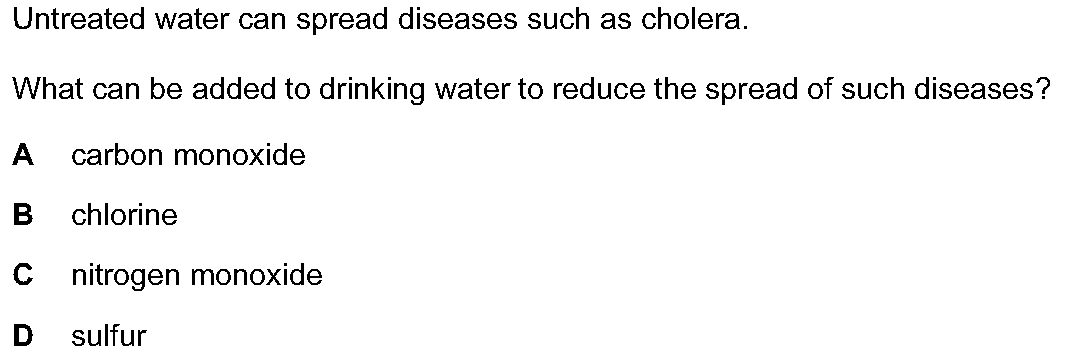 Untreated water can spread diseases such as cholera.
What can be added to drinking water to reduce the spread of such diseases?
A carbon monoxide
B chlorine
C nitrogen monoxide
D sulfur